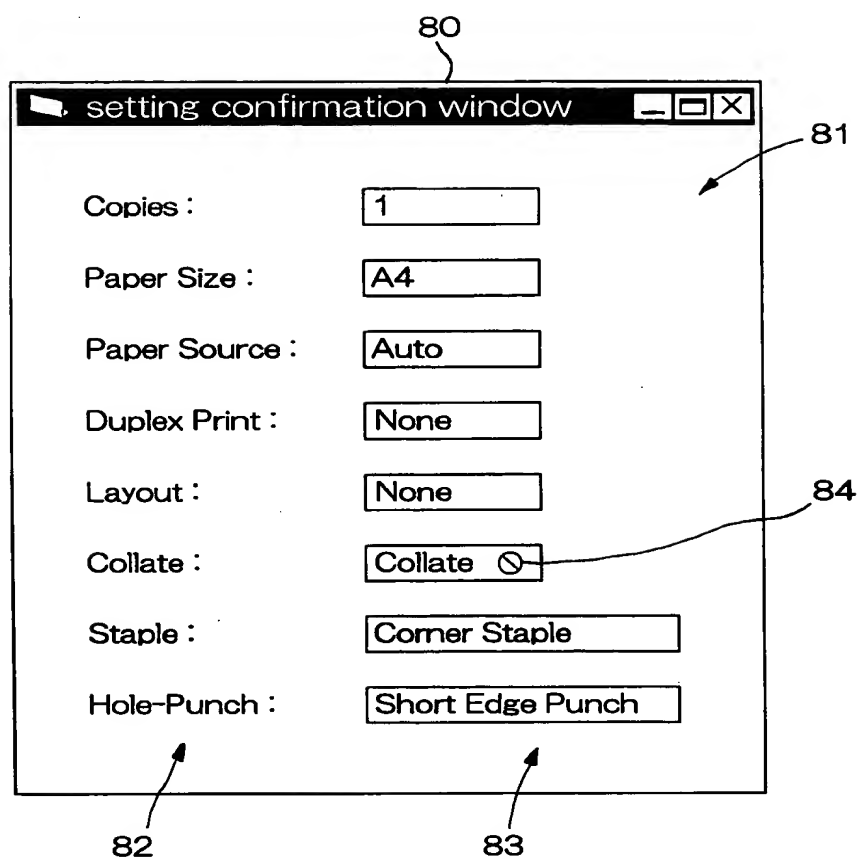 80
setting confirmation window
81
Copies : 1
Paper Size : A4
Paper Source : Auto
Duplex Print : None
Layout : None
84
Collate : Collate
Staple : Corner Staple
Hole-Punch : Short Edge Punch
82 83